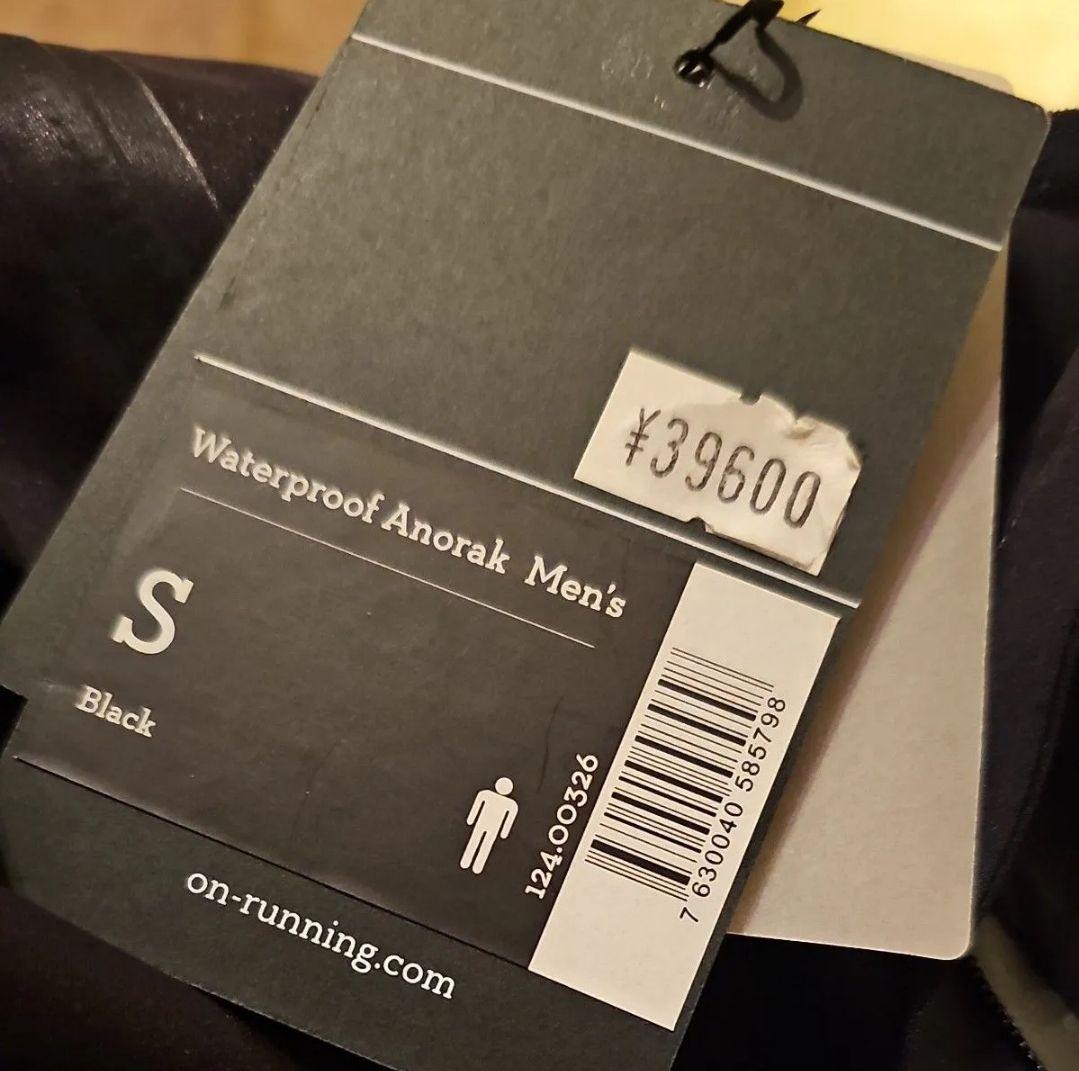 ¥39600
Waterproof Anorak Men's
S
Black
124.00326
7 630040 585798
on-running.com